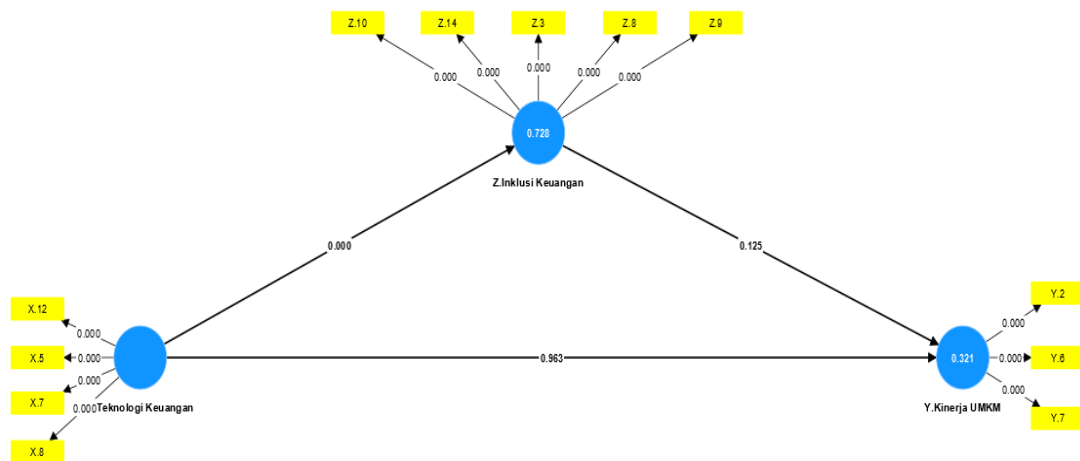 Z.10
Z.14
Z.3
Z.8
Z.9
0.000
0.000
0.000
0.000
0.000
0.728
Z.Inklusi Keuangan
0.000
0.125
X.12
X.5
X.7
X.8
0.000
0.000
0.000
0.000
Teknologi Keuangan
0.963
0.321
Y.Kinerja UMKM
0.000
0.000
0.000
Y.2
Y.6
Y.7